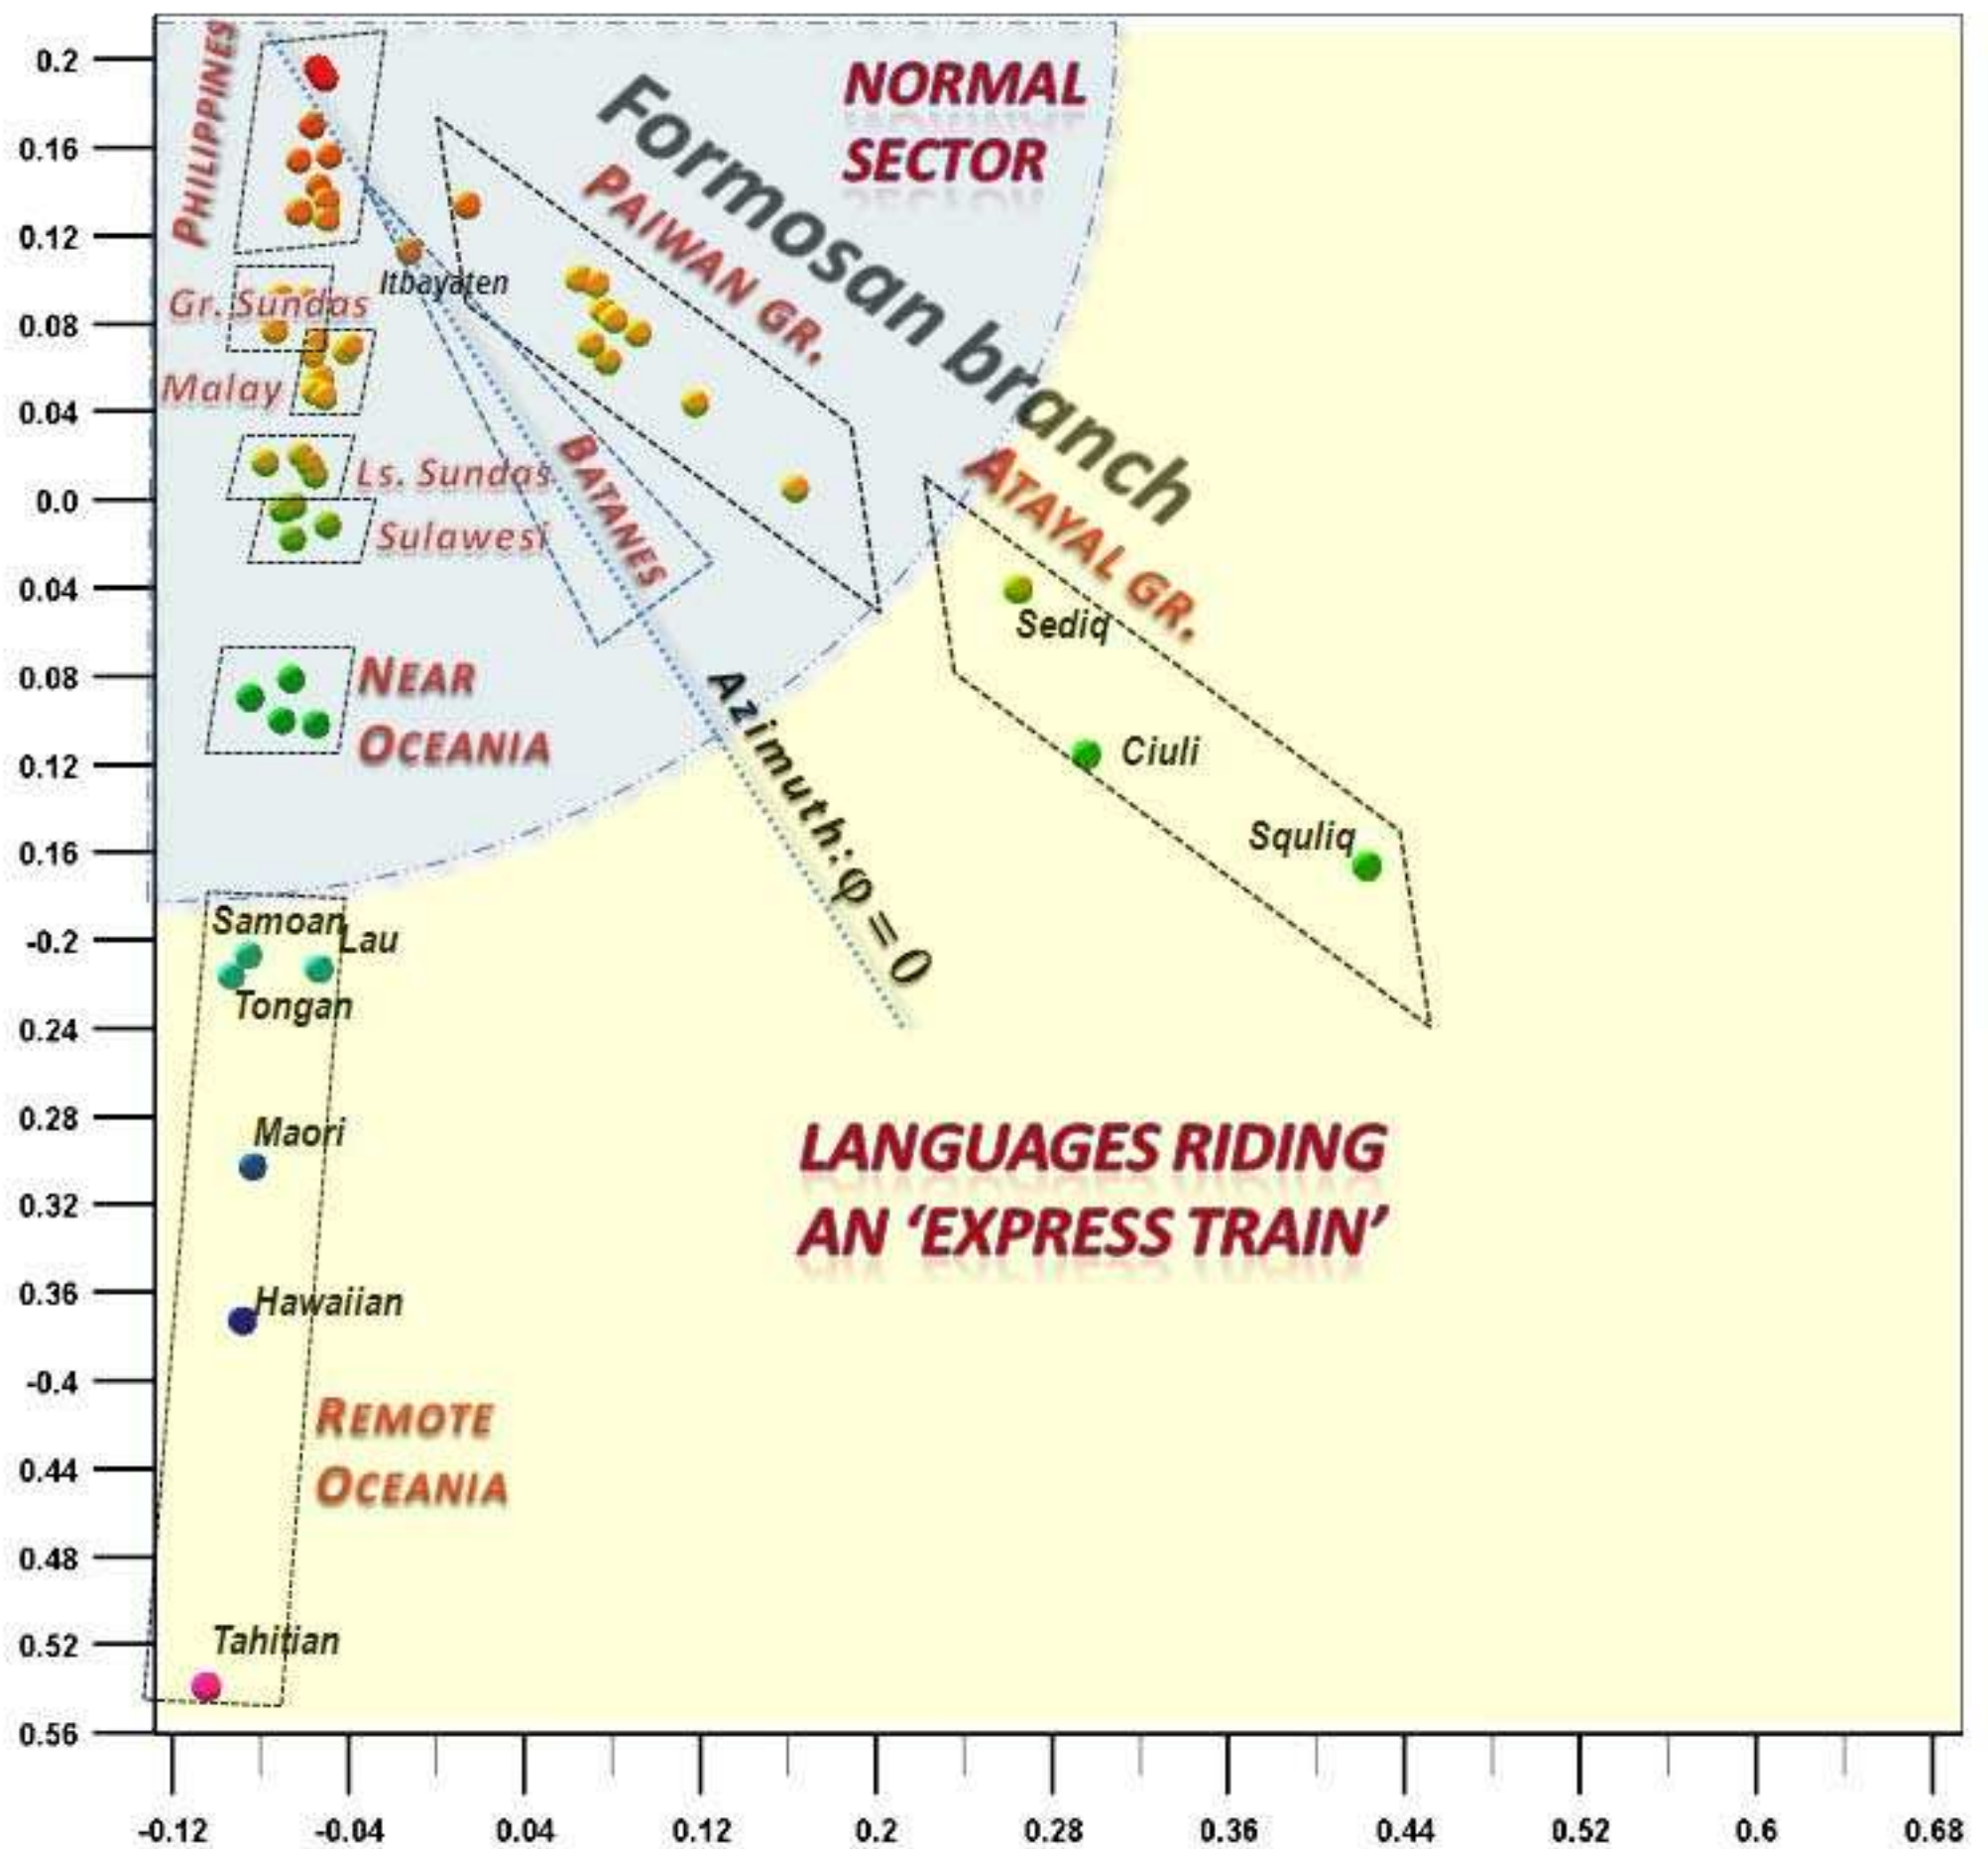 PHILIPPINES
NORMAL
SECTOR
Formosan branch
PAIWAN GR.
Itbayaten
Gr. Sundas
Malay
Ls. Sundas
BATANES
Sulawesi
ATAYAL GR.
Sediq
NEAR
OCEANIA
Azimuth: φ = 0
Ciuli
Squliq
Samoan
Lau
Tongan
Maori
LANGUAGES RIDING
AN ‘EXPRESS TRAIN’
Hawaiian
REMOTE
OCEANIA
Tahitian
0.2
0.16
0.12
0.08
0.04
0.0
0.04
0.08
0.12
0.16
-0.2
0.24
0.28
0.32
0.36
-0.4
0.44
0.48
0.52
0.56
-0.12 -0.04 0.04 0.12 0.2 0.28 0.36 0.44 0.52 0.6 0.68